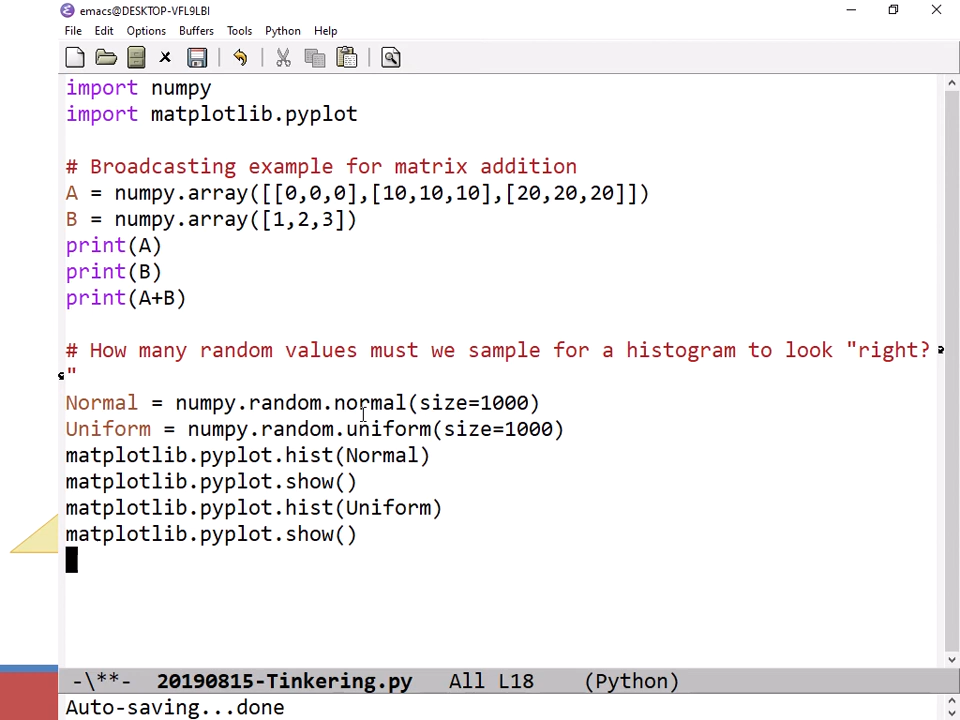 emacs@DESKTOP-VFL9LBI
File Edit Options Buffers Tools Python Help
import numpy
import matplotlib.pyplot
# Broadcasting example for matrix addition
A = numpy.array([[0,0,0],[10,10,10],[20,20,20]])
B = numpy.array([1,2,3])
print(A)
print(B)
print(A+B)
# How many random values must we sample for a histogram to look "right?
"
Normal = numpy.random.normal(size=1000)
Uniform = numpy.random.uniform(size=1000)
matplotlib.pyplot.hist(Normal)
matplotlib.pyplot.show()
matplotlib.pyplot.hist(Uniform)
matplotlib.pyplot.show()
-\**- 20190815-Tinkering.py All L18 (Python)
Auto-saving...done